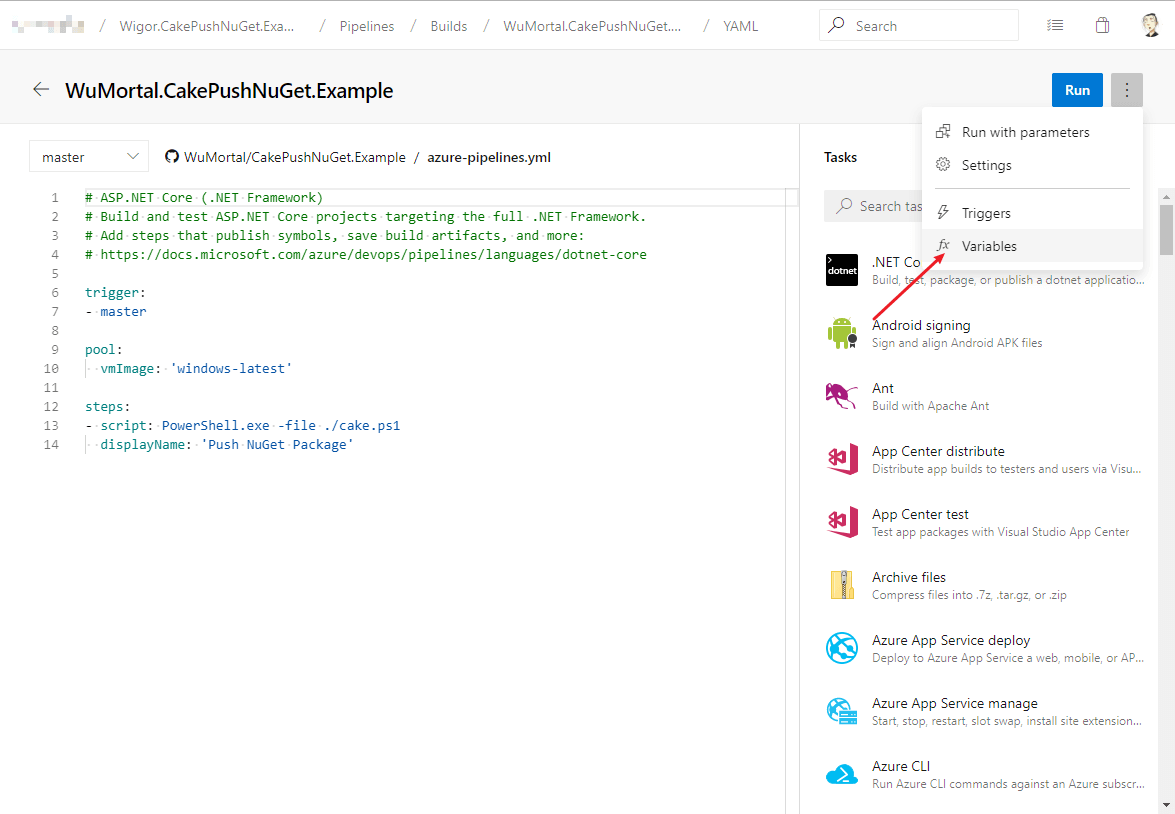 / Wigor.CakePushNuGet.Exa... / Pipelines / Builds / WuMortal.CakePushNuGet.... / YAML Search
WuMortal.CakePushNuGet.Example Run
Run with parameters
Settings
Triggers
Variables
master WuMortal/CakePushNuGet.Example / azure-pipelines.yml
1 # ASP.NET Core (.NET Framework)
2 # Build and test ASP.NET Core projects targeting the full .NET Framework.
3 # Add steps that publish symbols, save build artifacts, and more:
4 # https://docs.microsoft.com/azure/devops/pipelines/languages/dotnet-core
5
6 trigger:
7 - master
8
9 pool:
10 vmImage: 'windows-latest'
11
12 steps:
13 - script: PowerShell.exe -file ./cake.ps1
14 displayName: 'Push NuGet Package'
Tasks
Search tas
dotnet
.NET Co
Build, test, package, or publish a dotnet applicatio...
Android signing
Sign and align Android APK files
Ant
Build with Apache Ant
App Center distribute
Distribute app builds to testers and users via Visu...
App Center test
Test app packages with Visual Studio App Center
Archive files
Compress files into .7z, .tar.gz, or .zip
Azure App Service deploy
Deploy to Azure App Service a web, mobile, or AP...
Azure App Service manage
Start, stop, restart, slot swap, install site extension...
Azure CLI
Run Azure CLI commands against an Azure subscr...